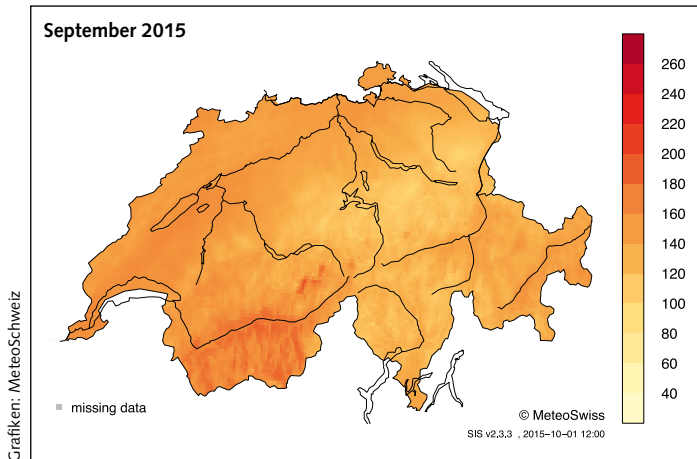 September 2015
260
240
220
200
180
160
140
120
100
80
60
40
missing data
© MeteoSwiss
SIS v2.3.3 , 2015-10-01 12:00
Grafiken: MeteoSchweiz